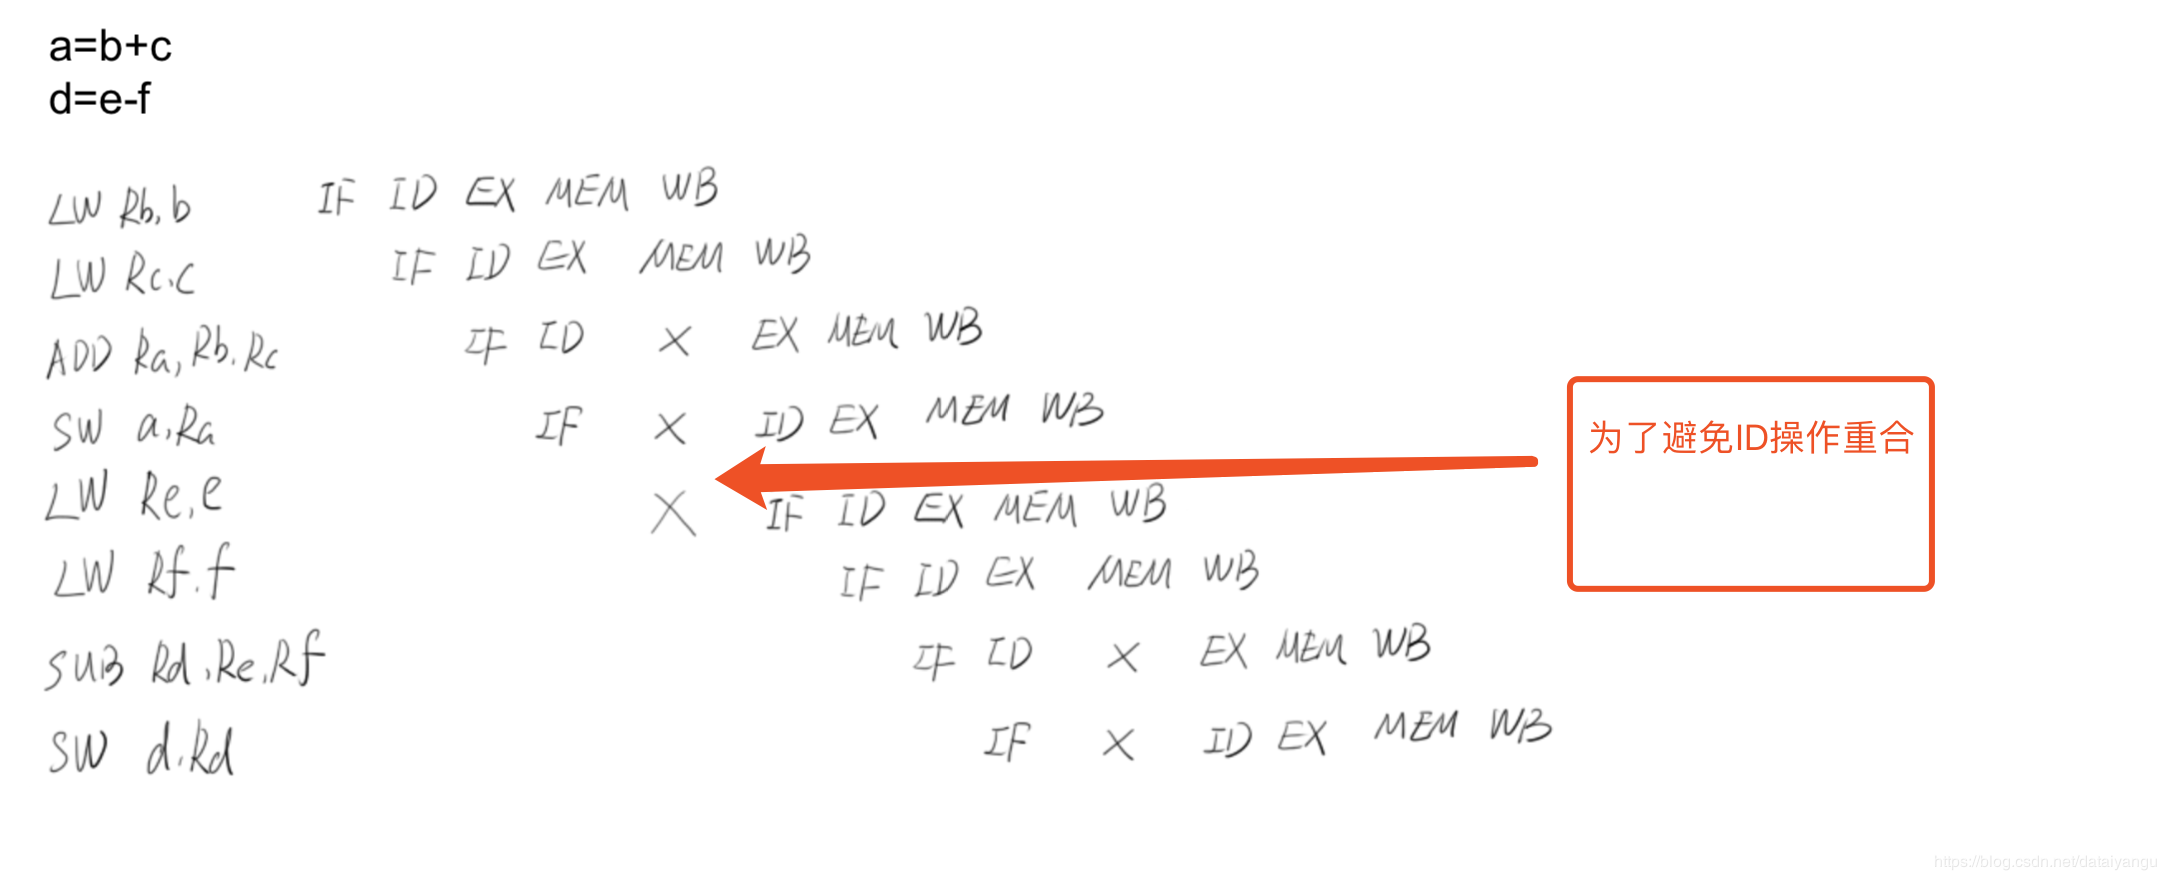 a=b+c
d=e-f
LW Rb,b IF ID EX MEM WB
LW Rc,c IF ID EX MEM WB
ADD Ra,Rb,Rc IF ID X EX MEM WB
SW a,Ra IF X ID EX MEM WB
为了避免ID操作重合
LW Re,e X IF ID EX MEM WB
LW Rf,f IF ID EX MEM WB
SUB Rd,Re,Rf IF ID X EX MEM WB
SW d,Rd IF X ID EX MEM WB
https://blog.csdn.net/dataiyangu